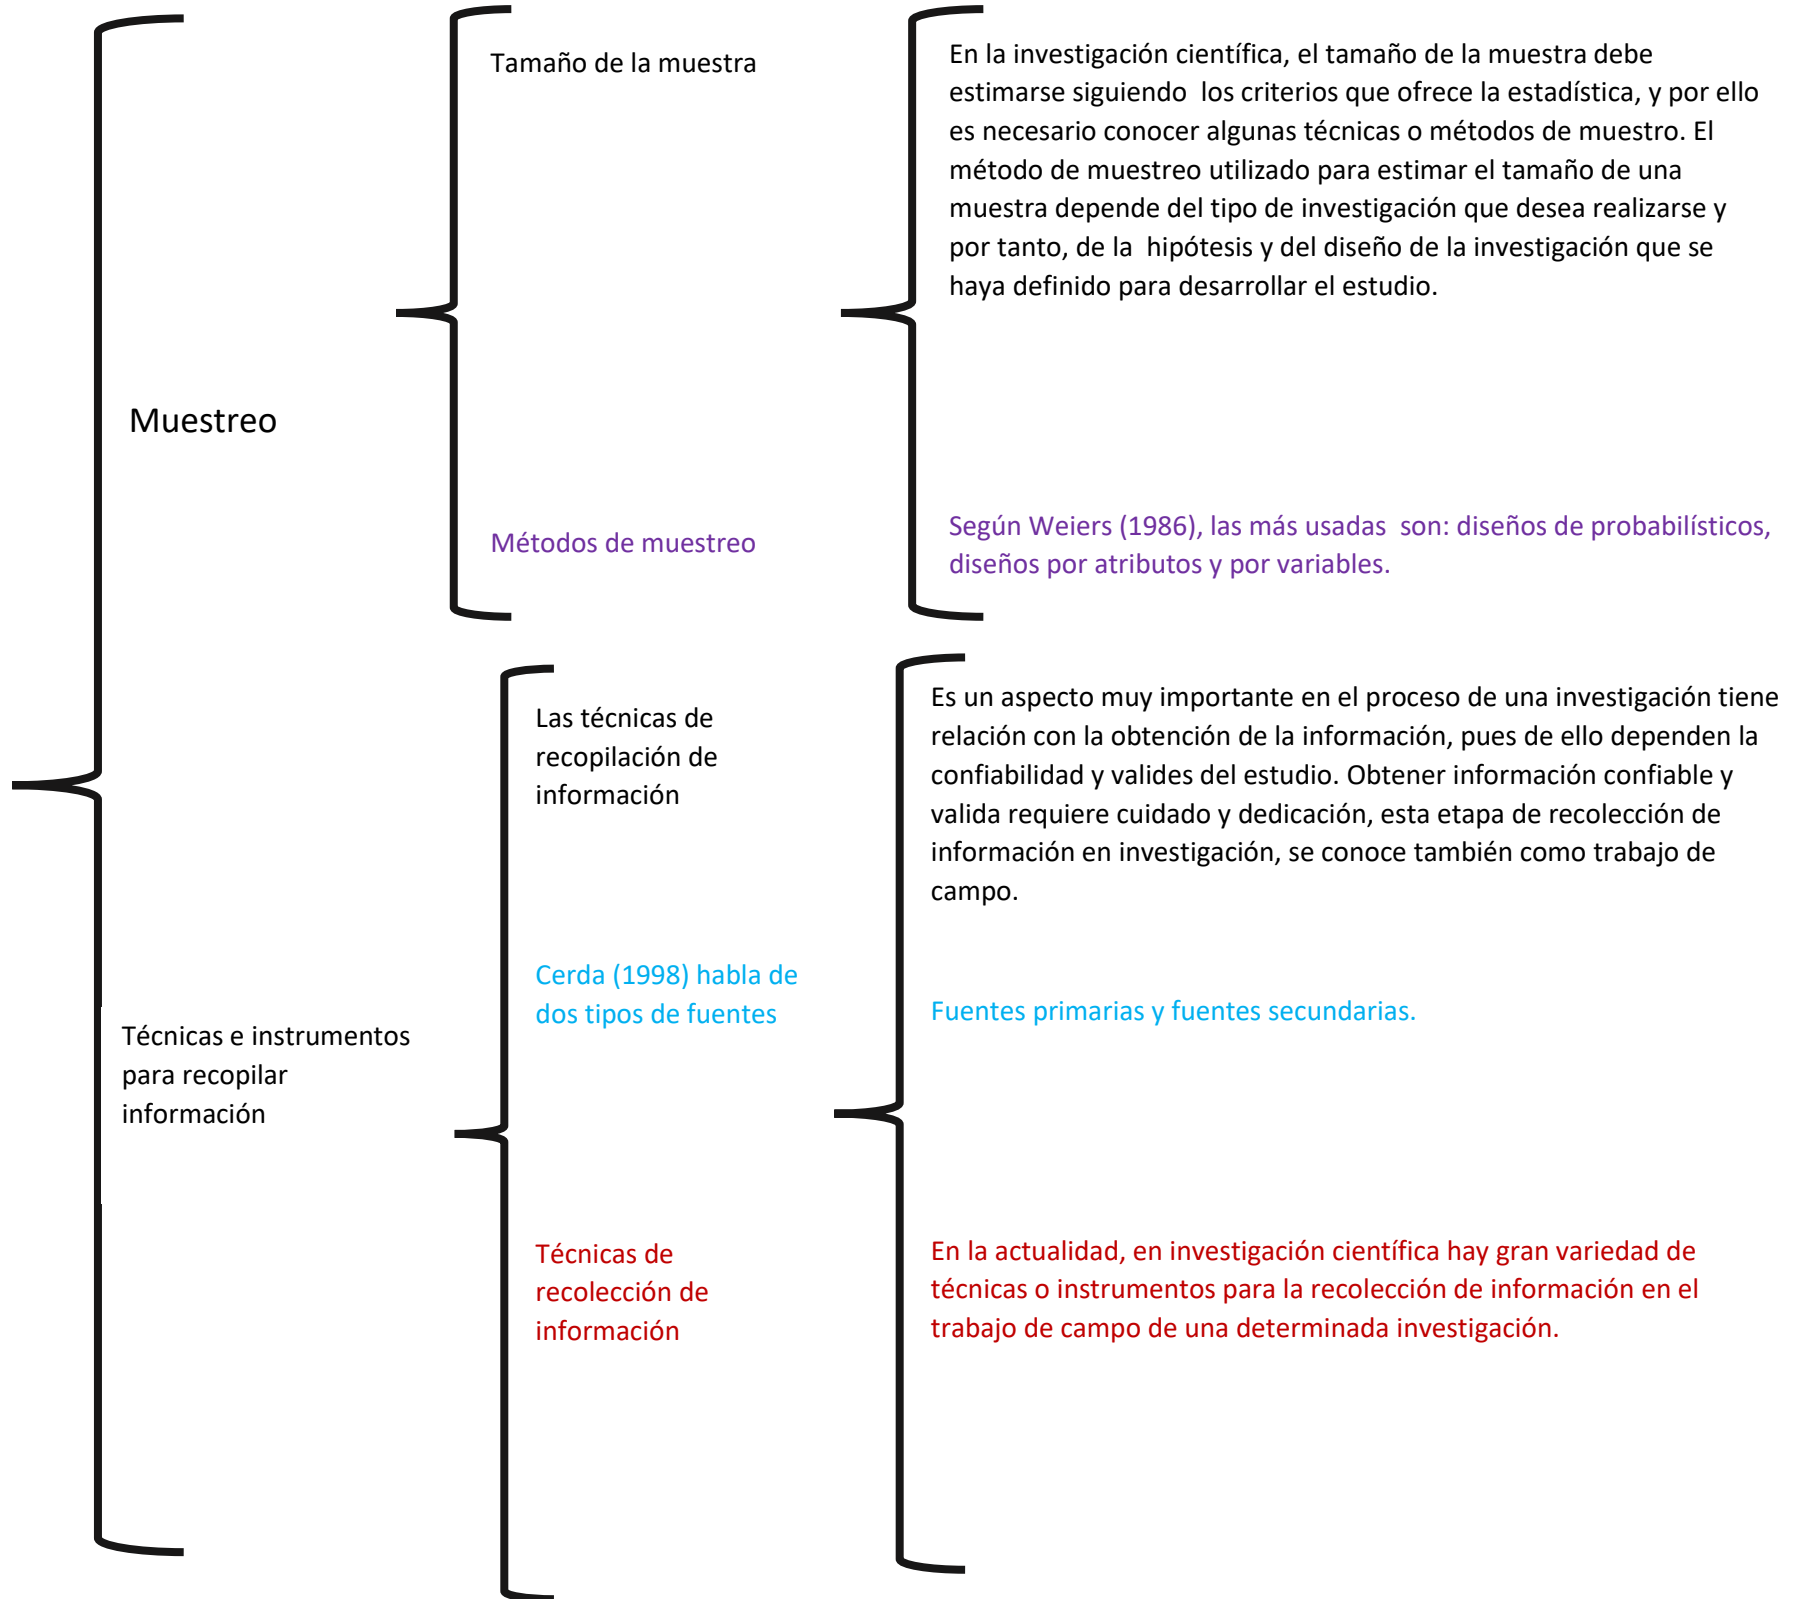 Muestreo
Tamaño de la muestra
En la investigación científica, el tamaño de la muestra debe
estimarse siguiendo los criterios que ofrece la estadística, y por ello
es necesario conocer algunas técnicas o métodos de muestro. El
método de muestreo utilizado para estimar el tamaño de una
muestra depende del tipo de investigación que desea realizarse y
por tanto, de la hipótesis y del diseño de la investigación que se
haya definido para desarrollar el estudio.
Métodos de muestreo
Según Weiers (1986), las más usadas son: diseños de probabilísticos,
diseños por atributos y por variables.
Técnicas e instrumentos
para recopilar
información
Las técnicas de
recopilación de
información
Es un aspecto muy importante en el proceso de una investigación tiene
relación con la obtención de la información, pues de ello dependen la
confiabilidad y valides del estudio. Obtener información confiable y
valida requiere cuidado y dedicación, esta etapa de recolección de
información en investigación, se conoce también como trabajo de
campo.
Cerda (1998) habla de
dos tipos de fuentes
Fuentes primarias y fuentes secundarias.
Técnicas de
recolección de
información
En la actualidad, en investigación científica hay gran variedad de
técnicas o instrumentos para la recolección de información en el
trabajo de campo de una determinada investigación.